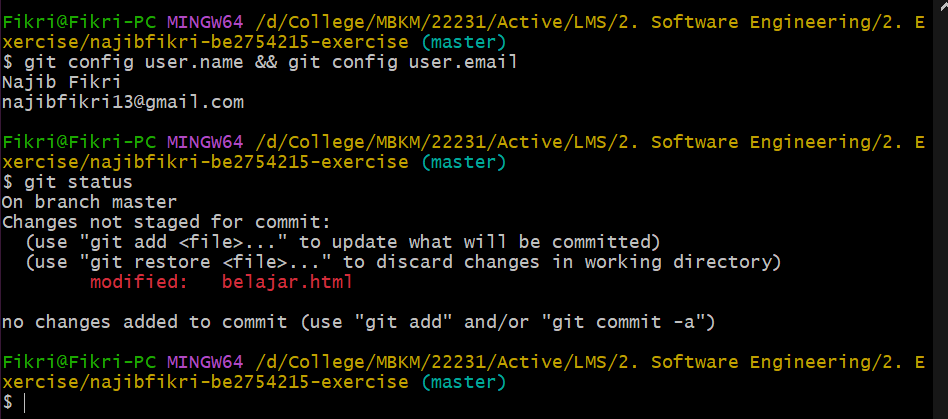 Fikri@Fikri-PC MINGW64 /d/College/MBKM/22231/Active/LMS/2. Software Engineering/2. E
xercise/najibfikri-be2754215-exercise (master)
$ git config user.name && git config user.email
Najib Fikri
najibfikri13@gmail.com

Fikri@Fikri-PC MINGW64 /d/College/MBKM/22231/Active/LMS/2. Software Engineering/2. E
xercise/najibfikri-be2754215-exercise (master)
$ git status
On branch master
Changes not staged for commit:
  (use "git add <file>..." to update what will be committed)
  (use "git restore <file>..." to discard changes in working directory)
        modified:   belajar.html

no changes added to commit (use "git add" and/or "git commit -a")

Fikri@Fikri-PC MINGW64 /d/College/MBKM/22231/Active/LMS/2. Software Engineering/2. E
xercise/najibfikri-be2754215-exercise (master)
$